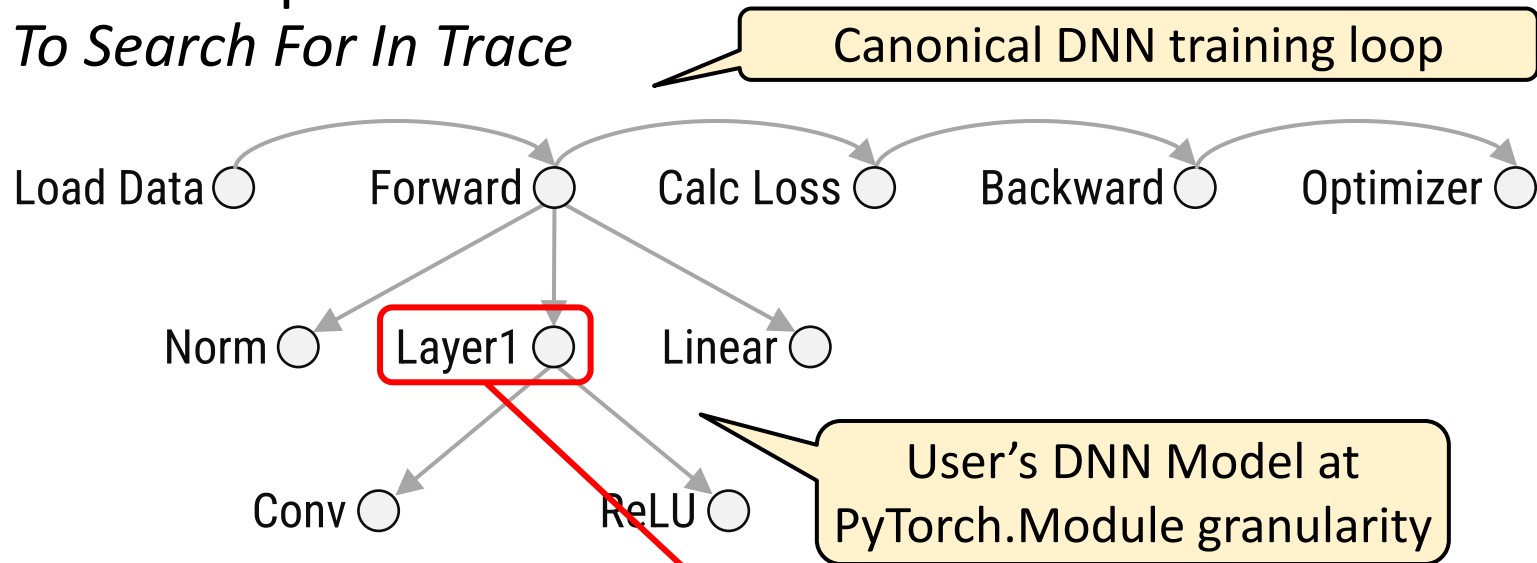 To Search For In Trace
Canonical DNN training loop
Load Data
Forward
Calc Loss
Backward
Optimizer
Norm
Layer1
Linear
User’s DNN Model at
PyTorch.Module granularity
Conv
ReLU